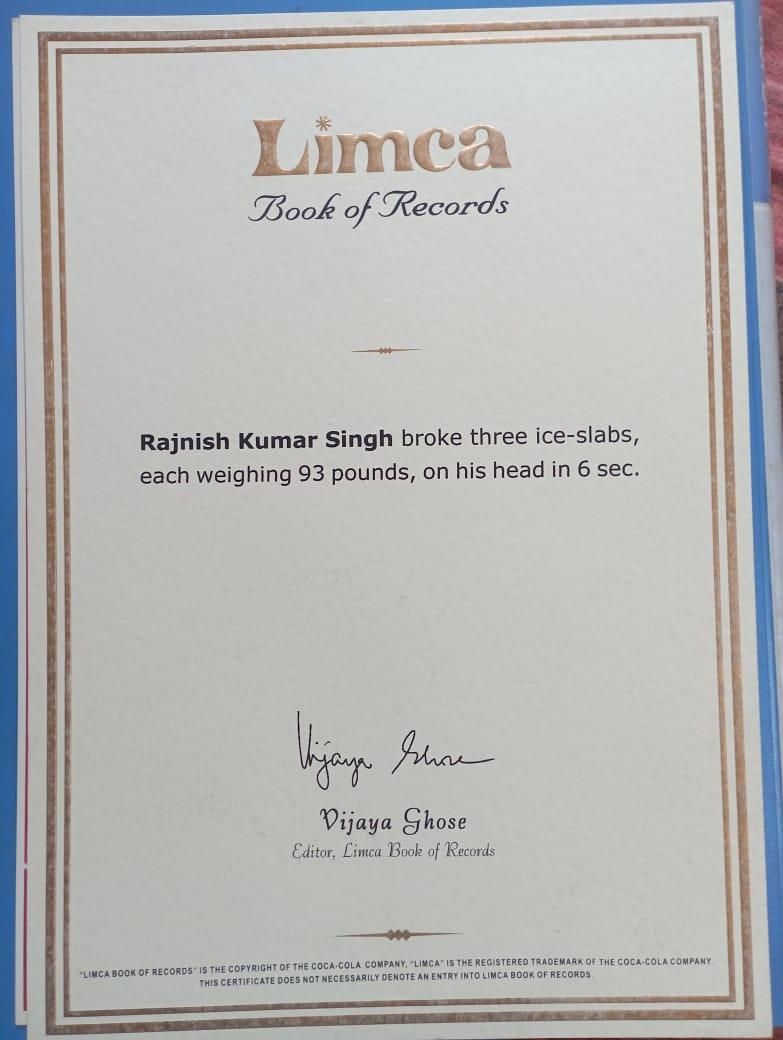 Limca
Book of Records
Rajnish Kumar Singh broke three ice-slabs,
each weighing 93 pounds, on his head in 6 sec.
Vijaya Ghose
Vijaya Ghose
Editor, Limca Book of Records
"LIMCA BOOK OF RECORDS" IS THE COPYRIGHT OF THE COCA-COLA COMPANY, "LIMCA" IS THE REGISTERED TRADEMARK OF THE COCA-COLA COMPANY.
THIS CERTIFICATE DOES NOT NECESSARILY DENOTE AN ENTRY INTO LIMCA BOOK OF RECORDS.